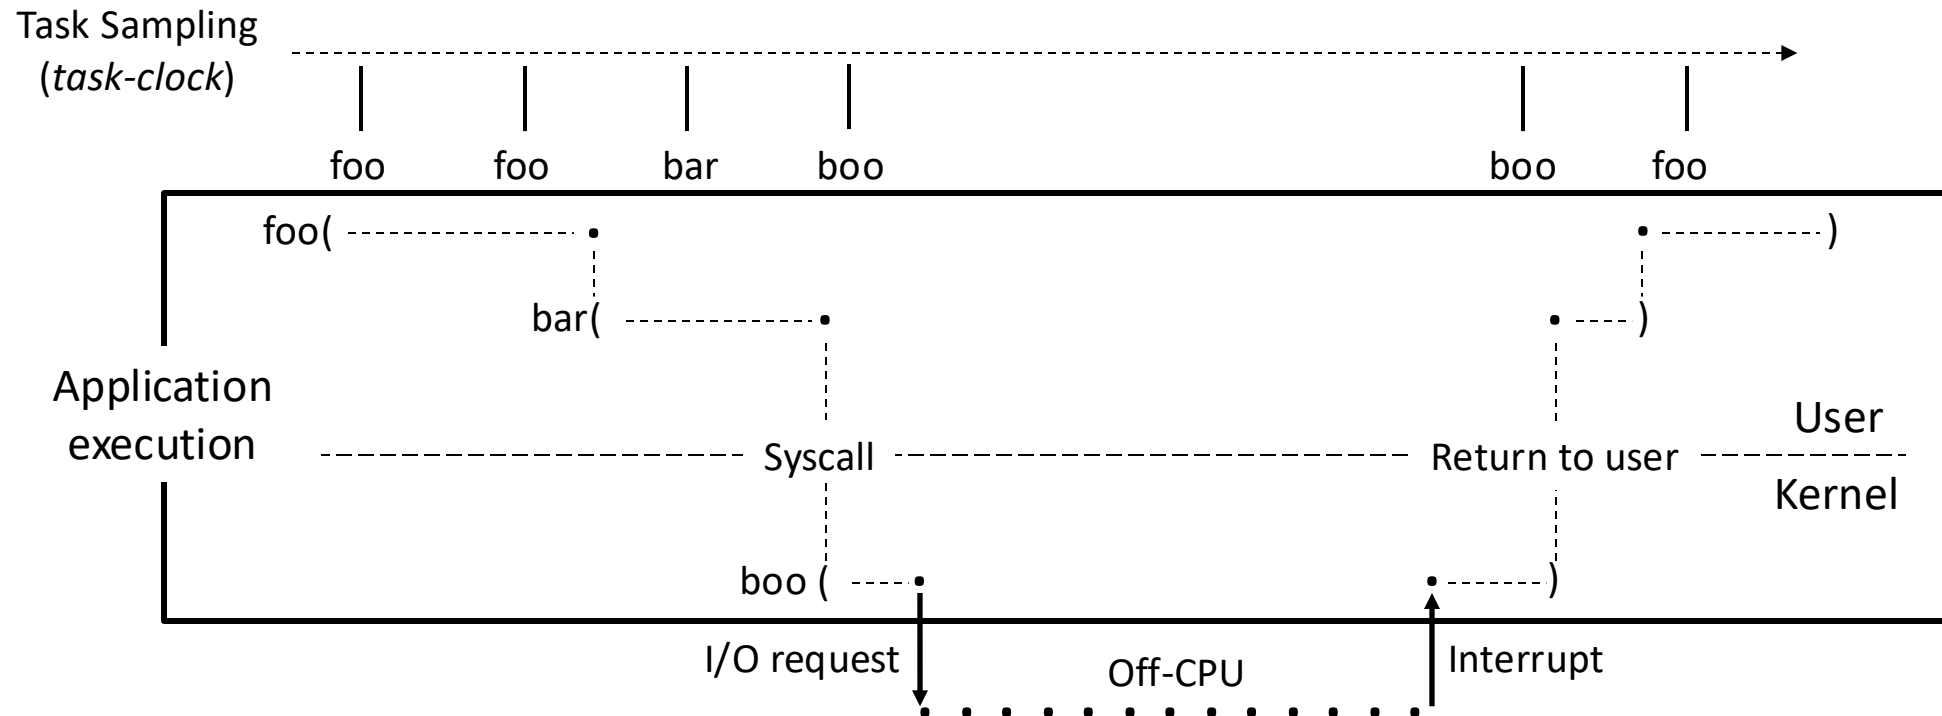 Task Sampling
(task-clock)
foo foo bar boo boo foo
foo( )
bar( )
Application
execution
User
Syscall Return to user
Kernel
boo ( )
I/O request Off-CPU Interrupt